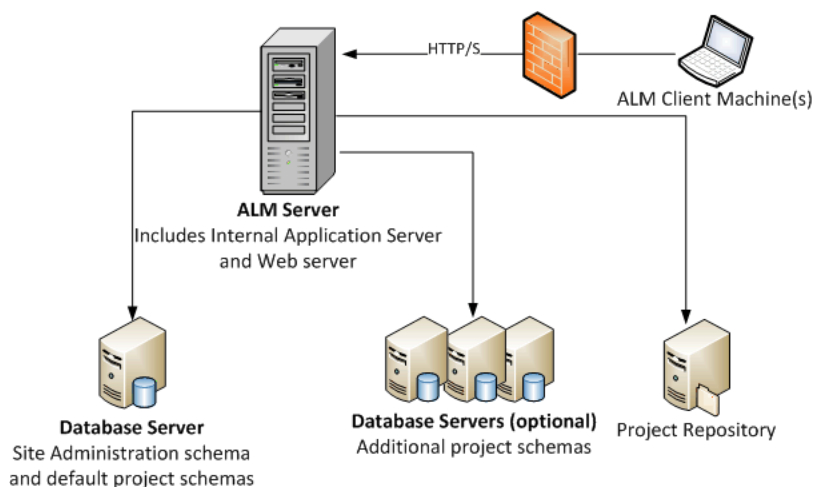 HTTP/S
ALM Client Machine(s)
ALM Server
Includes Internal Application Server
and Web server
Database Server
Site Administration schema
and default project schemas
Database Servers (optional)
Additional project schemas
Project Repository